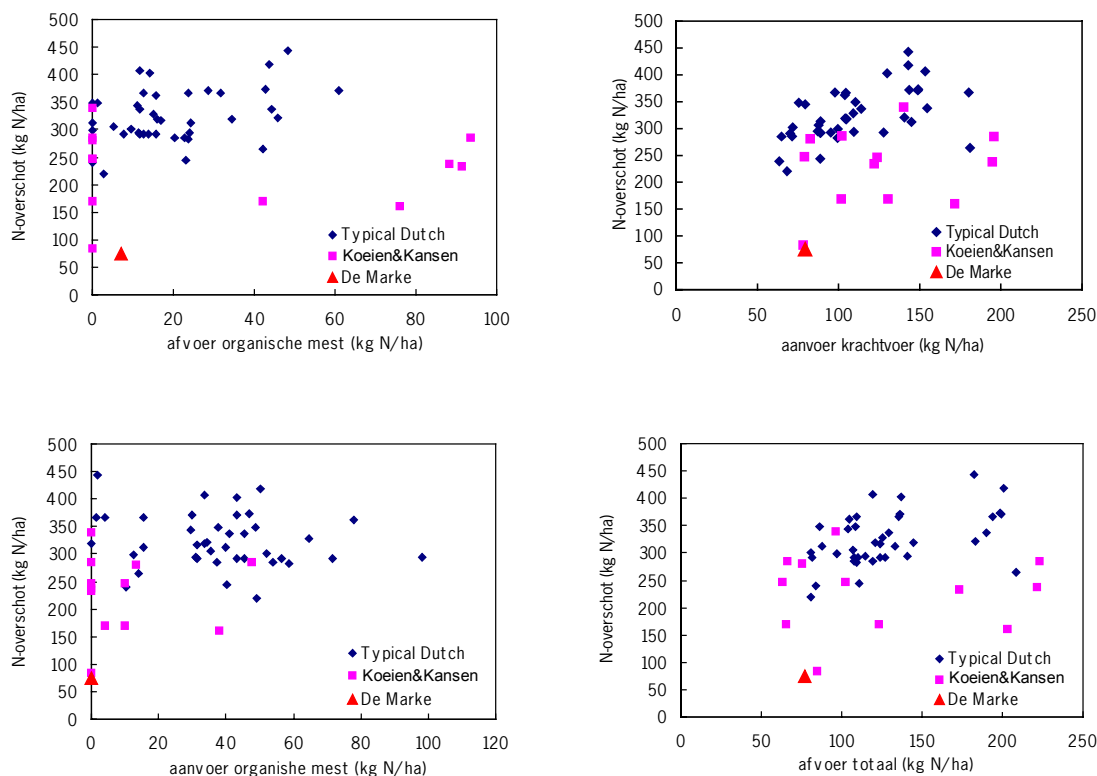 500
450
400
350
300
250
200
150
100
50
0
N-overschot (kg N/ha)
Typical Dutch
Koeien&Kansen
De Marke
0 20 40 60 80 100
afvoer organische mest (kg N/ha)
500
450
400
350
300
250
200
150
100
50
0
N-overschot (kg N/ha)
Typical Dutch
Koeien&Kansen
De Marke
0 50 100 150 200 250
aanvoer krachtvoer (kg N/ha)
500
450
400
350
300
250
200
150
100
50
0
N-overschot (kg N/ha)
Typical Dutch
Koeien&Kansen
De Marke
0 20 40 60 80 100 120
aanvoer organishe mest (kg N/ha)
500
450
400
350
300
250
200
150
100
50
0
N-overschot (kg N/ha)
Typical Dutch
Koeien&Kansen
De Marke
0 50 100 150 200 250
afvoer totaal (kg N/ha)